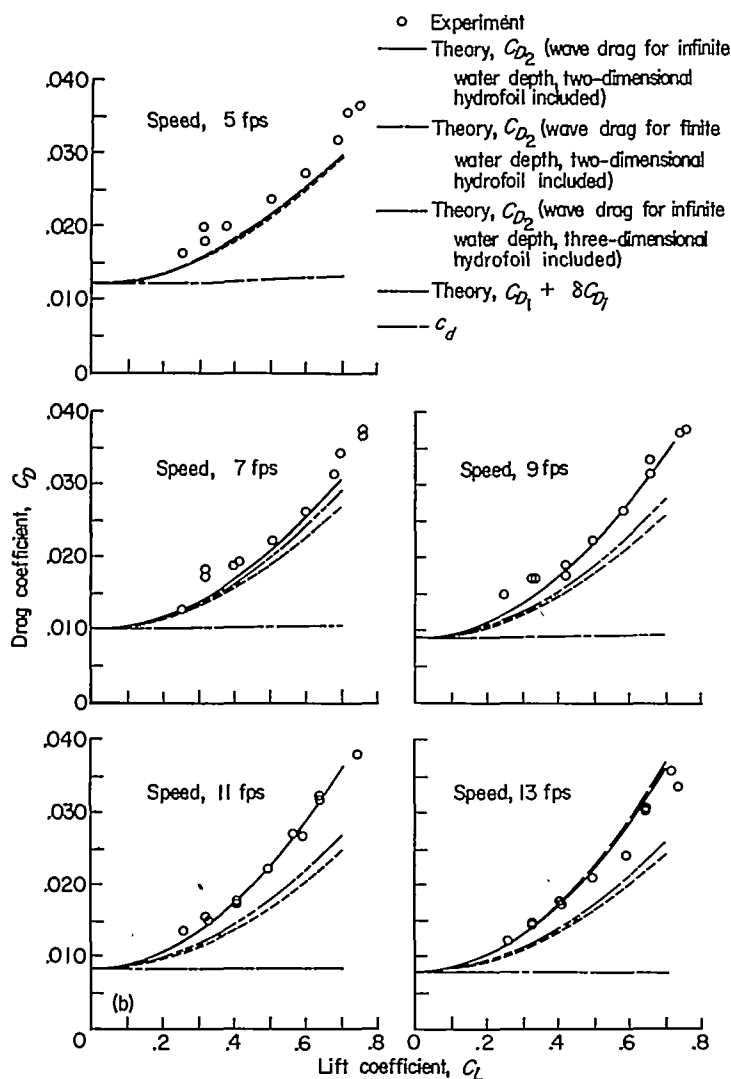 Experiment
Theory, C_D2 (wave drag for infinite
water depth, two-dimensional
hydrofoil included)
Theory, C_D2 (wave drag for finite
water depth, two-dimensional
hydrofoil included)
Theory, C_D2 (wave drag for infinite
water depth, three-dimensional
hydrofoil included)
Theory, C_D1 + δC_Di
c_d
.040
Speed, 5 fps
.030
.020
.010
0
.040
Speed, 7 fps
Speed, 9 fps
.030
.020
.010
0
Drag coefficient, C_D
.040
Speed, 11 fps
Speed, 13 fps
.030
.020
.010
(b)
0
0 .2 .4 .6 .8 0 .2 .4 .6 .8
Lift coefficient, C_L